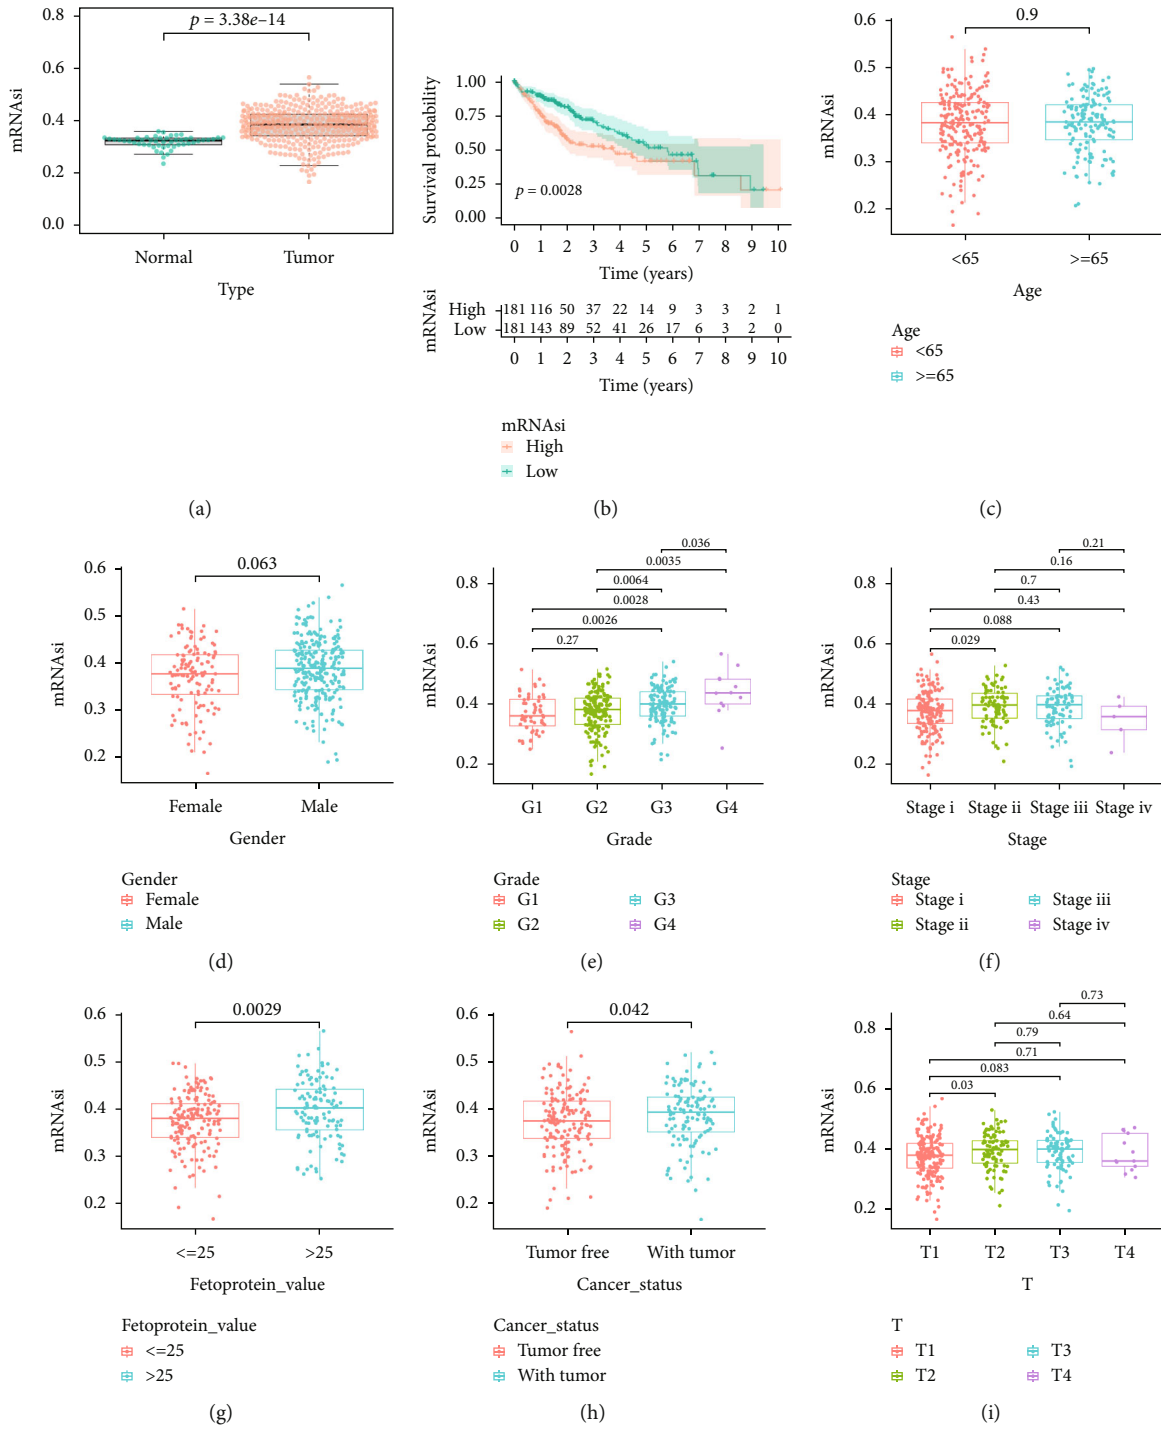 0.8
0.6
0.4
0.2
0.0
mRNAsi
p = 3.38e–14
Normal Tumor
Type
(a)
1.00
0.75
0.50
0.25
0.00
Survival probability
p = 0.0028
0 1 2 3 4 5 6 7 8 9 10
Time (years)
mRNAsi
High 181 116 50 37 22 14 9 3 3 2 1
Low 181 143 89 52 41 26 17 6 3 2 0
0 1 2 3 4 5 6 7 8 9 10
Time (years)
mRNAsi
High
Low
(b)
0.6
0.5
0.4
0.3
0.2
mRNAsi
0.9
<65 >=65
Age
Age
<65
>=65
(c)
0.6
0.5
0.4
0.3
0.2
mRNAsi
0.063
Female Male
Gender
Gender
Female
Male
(d)
0.8
0.6
0.4
0.2
mRNAsi
0.036
0.0035
0.0064
0.0028
0.0026
0.27
G1 G2 G3 G4
Grade
Grade
G1 G3
G2 G4
(e)
0.8
0.6
0.4
0.2
mRNAsi
0.21
0.16
0.7
0.43
0.088
0.029
Stage i Stage ii Stage iii Stage iv
Stage
Stage
Stage i Stage iii
Stage ii Stage iv
(f)
0.6
0.5
0.4
0.3
0.2
mRNAsi
0.0029
<=25 >25
Fetoprotein_value
Fetoprotein_value
<=25
>25
(g)
0.6
0.5
0.4
0.3
0.2
mRNAsi
0.042
Tumor free With tumor
Cancer_status
Cancer_status
Tumor free
With tumor
(h)
0.8
0.6
0.4
0.2
mRNAsi
0.73
0.64
0.79
0.71
0.083
0.03
T1 T2 T3 T4
T
T
T1 T3
T2 T4
(i)